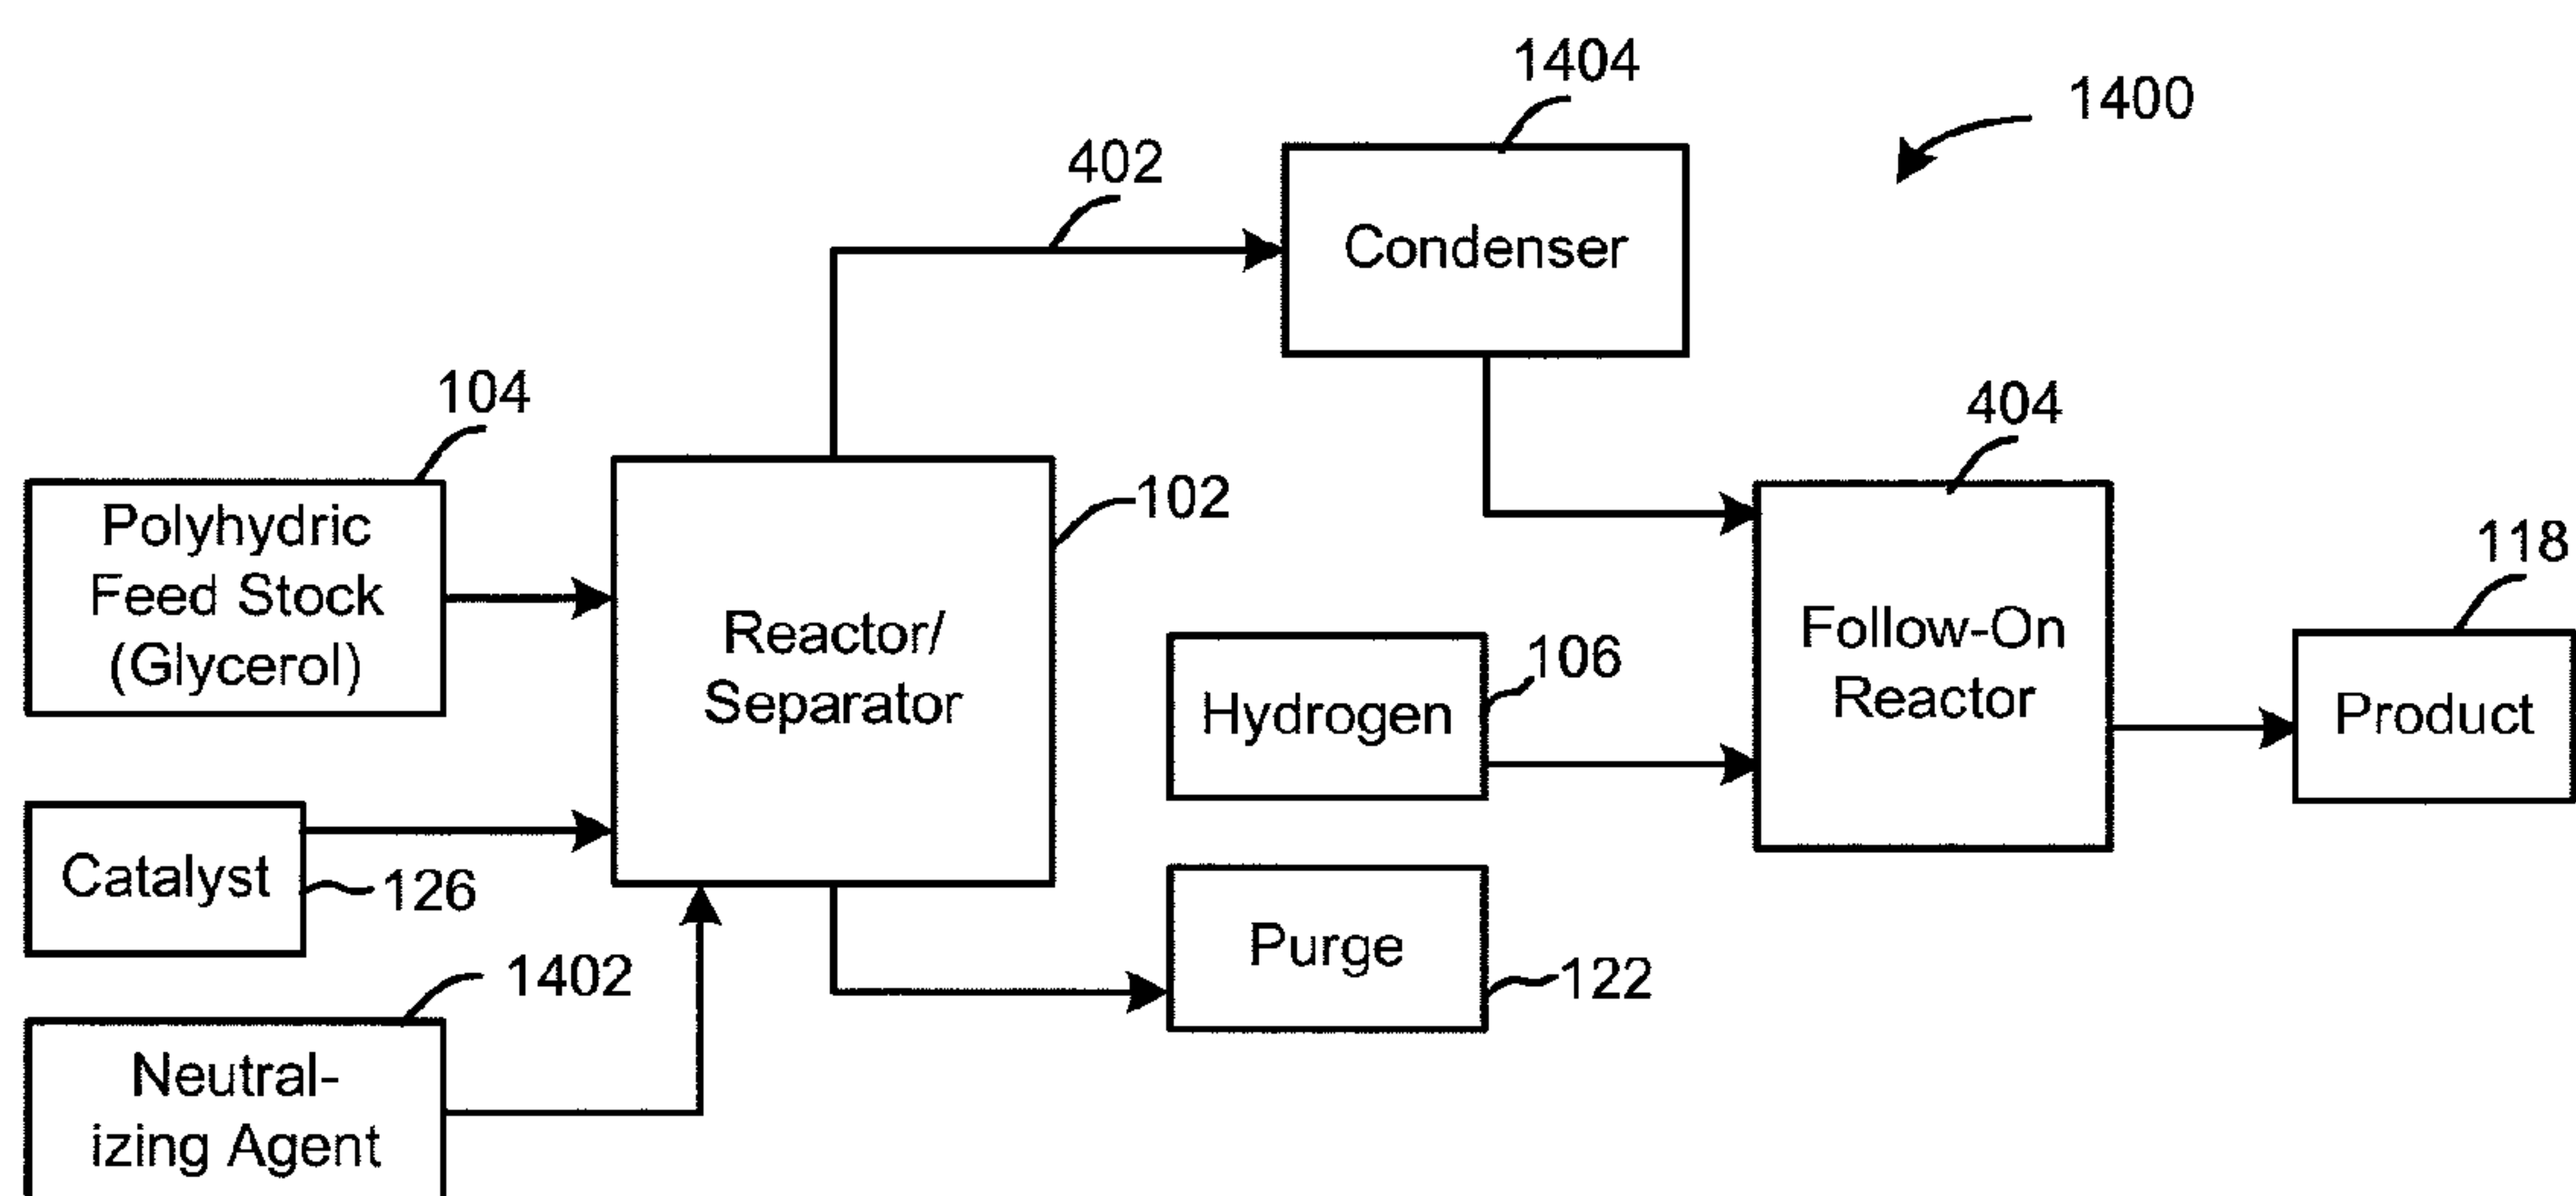 1404
1400
402
Condenser
104
404
Polyhydric
Feed Stock
(Glycerol)
102
118
Reactor/
Separator
106
Follow-On
Reactor
Hydrogen
Product
Catalyst
126
Purge
122
1402
Neutral-
izing Agent